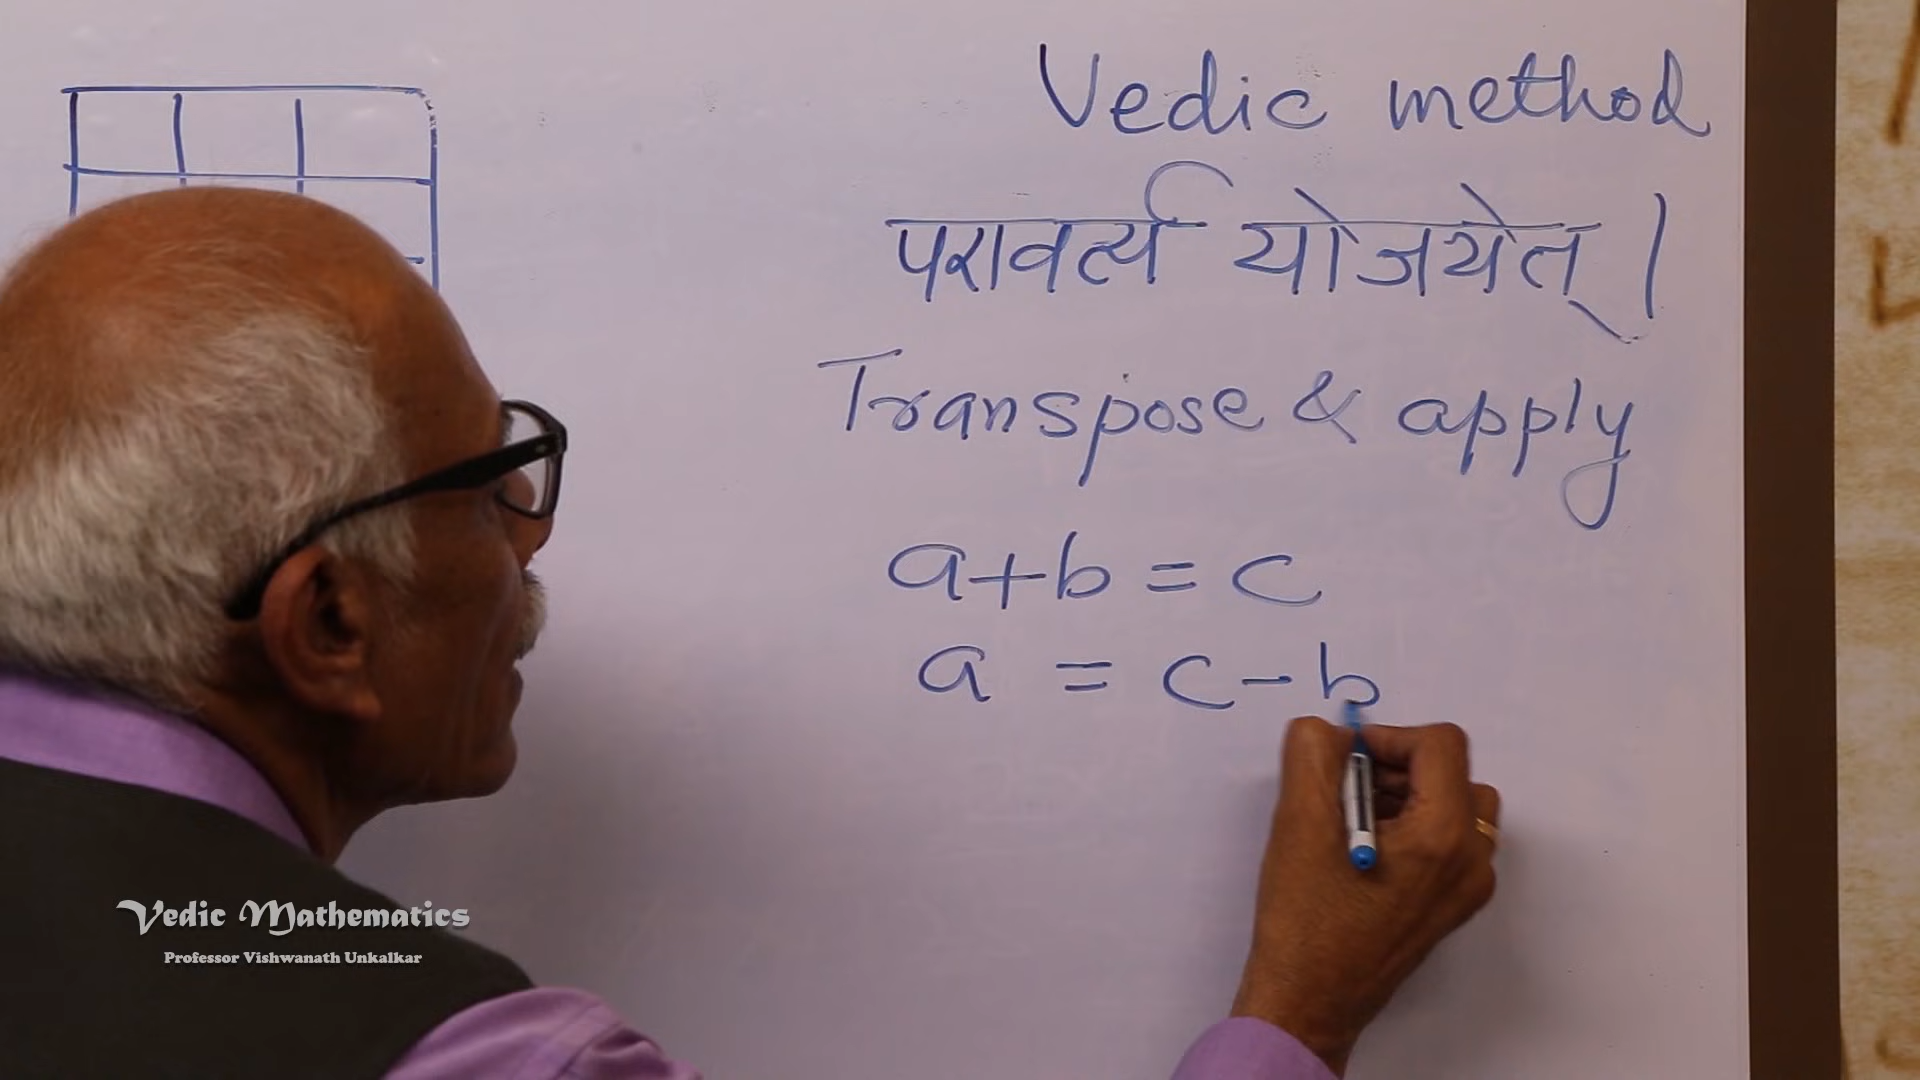 Vedic method
परावर्त्य योजयेत् ।
Transpose & apply
a+b = c
a = c-b
Vedic Mathematics
Professor Vishwanath Unkalkar